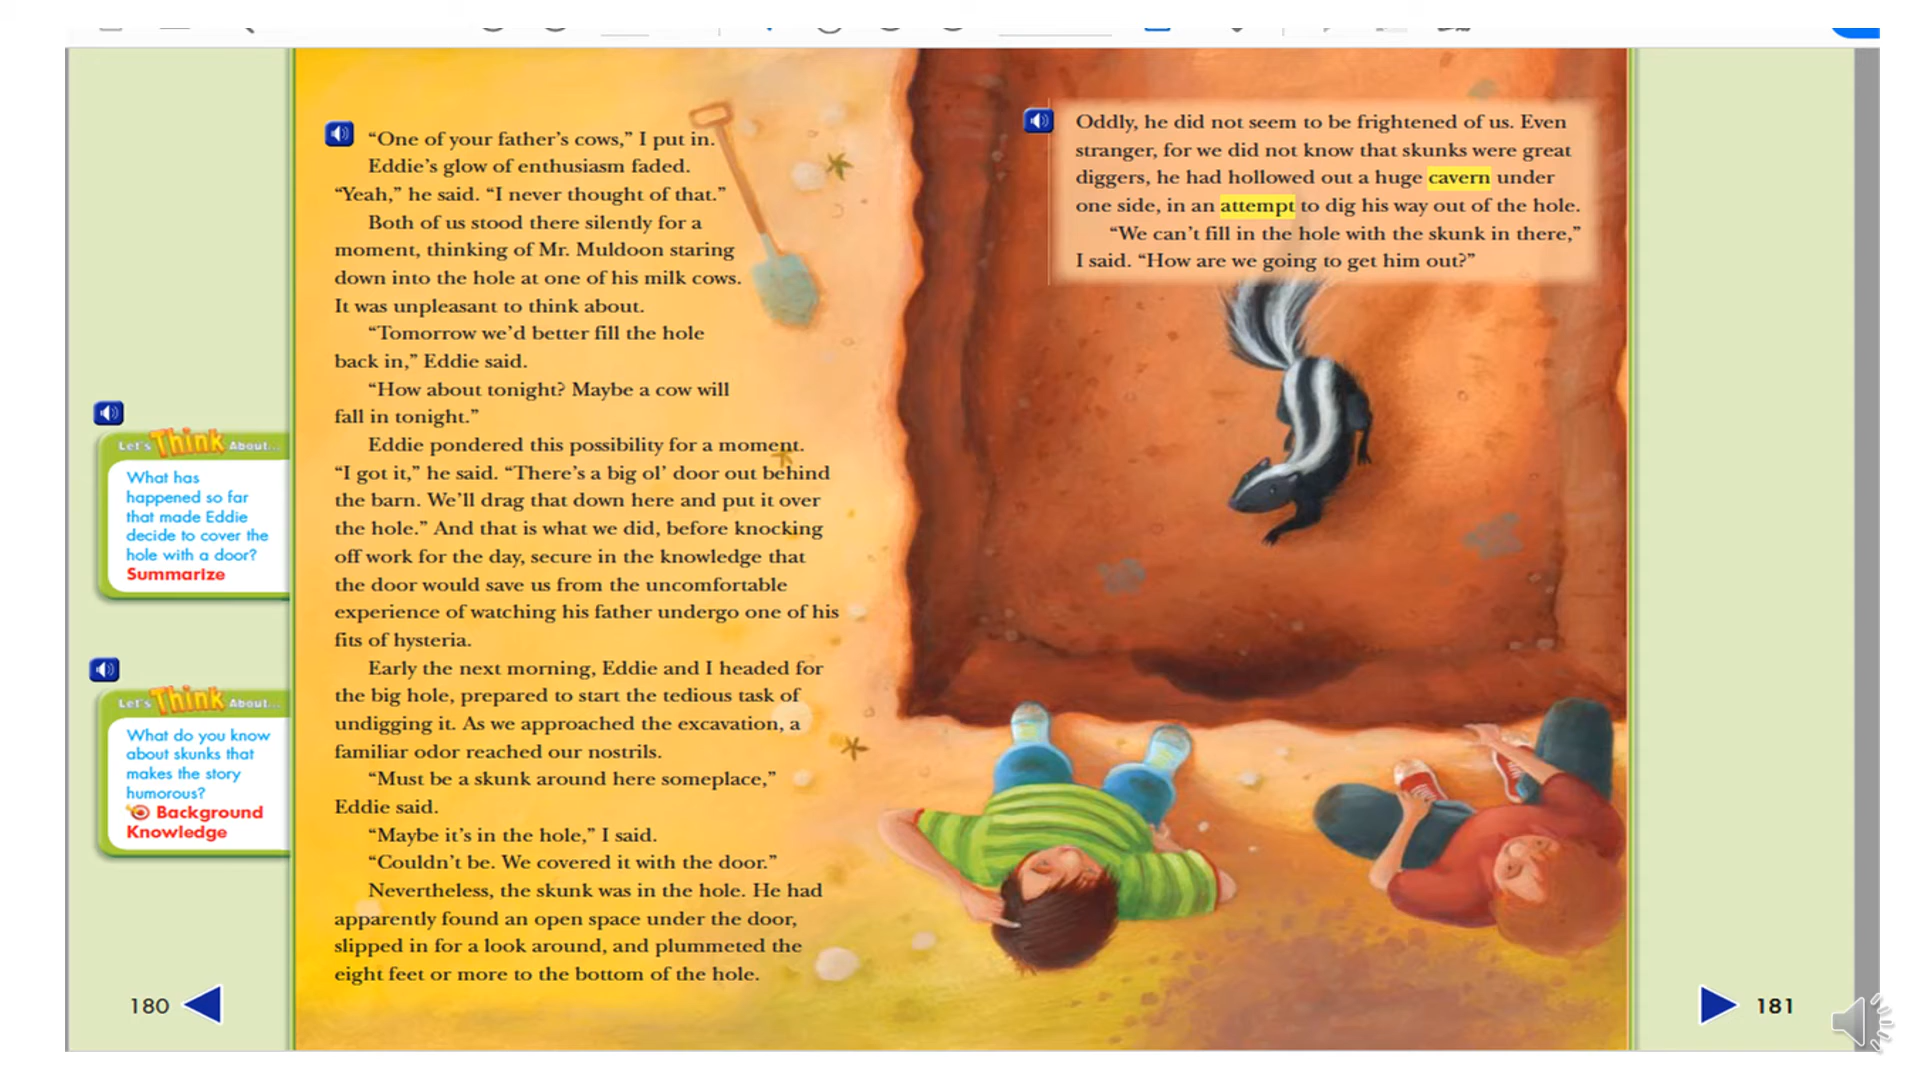 “One of your father’s cows,” I put in.
Eddie’s glow of enthusiasm faded.
“Yeah,” he said. “I never thought of that.”
Both of us stood there silently for a
moment, thinking of Mr. Muldoon staring
down into the hole at one of his milk cows.
It was unpleasant to think about.
“Tomorrow we’d better fill the hole
back in,” Eddie said.
“How about tonight? Maybe a cow will
fall in tonight.”
Eddie pondered this possibility for a moment.
“I got it,” he said. “There’s a big ol’ door out behind
the barn. We’ll drag that down here and put it over
the hole.” And that is what we did, before knocking
off work for the day, secure in the knowledge that
the door would save us from the uncomfortable
experience of watching his father undergo one of his
fits of hysteria.
Early the next morning, Eddie and I headed for
the big hole, prepared to start the tedious task of
undigging it. As we approached the excavation, a
familiar odor reached our nostrils.
“Must be a skunk around here someplace,”
Eddie said.
“Maybe it’s in the hole,” I said.
“Couldn’t be. We covered it with the door.”
Nevertheless, the skunk was in the hole. He had
apparently found an open space under the door,
slipped in for a look around, and plummeted the
eight feet or more to the bottom of the hole.
Let’s Think About...
What has
happened so far
that made Eddie
decide to cover the
hole with a door?
Summarize
Let’s Think About...
What do you know
about skunks that
makes the story
humorous?
Background
Knowledge
180
Oddly, he did not seem to be frightened of us. Even
stranger, for we did not know that skunks were great
diggers, he had hollowed out a huge cavern under
one side, in an attempt to dig his way out of the hole.
“We can’t fill in the hole with the skunk in there,”
I said. “How are we going to get him out?”
181